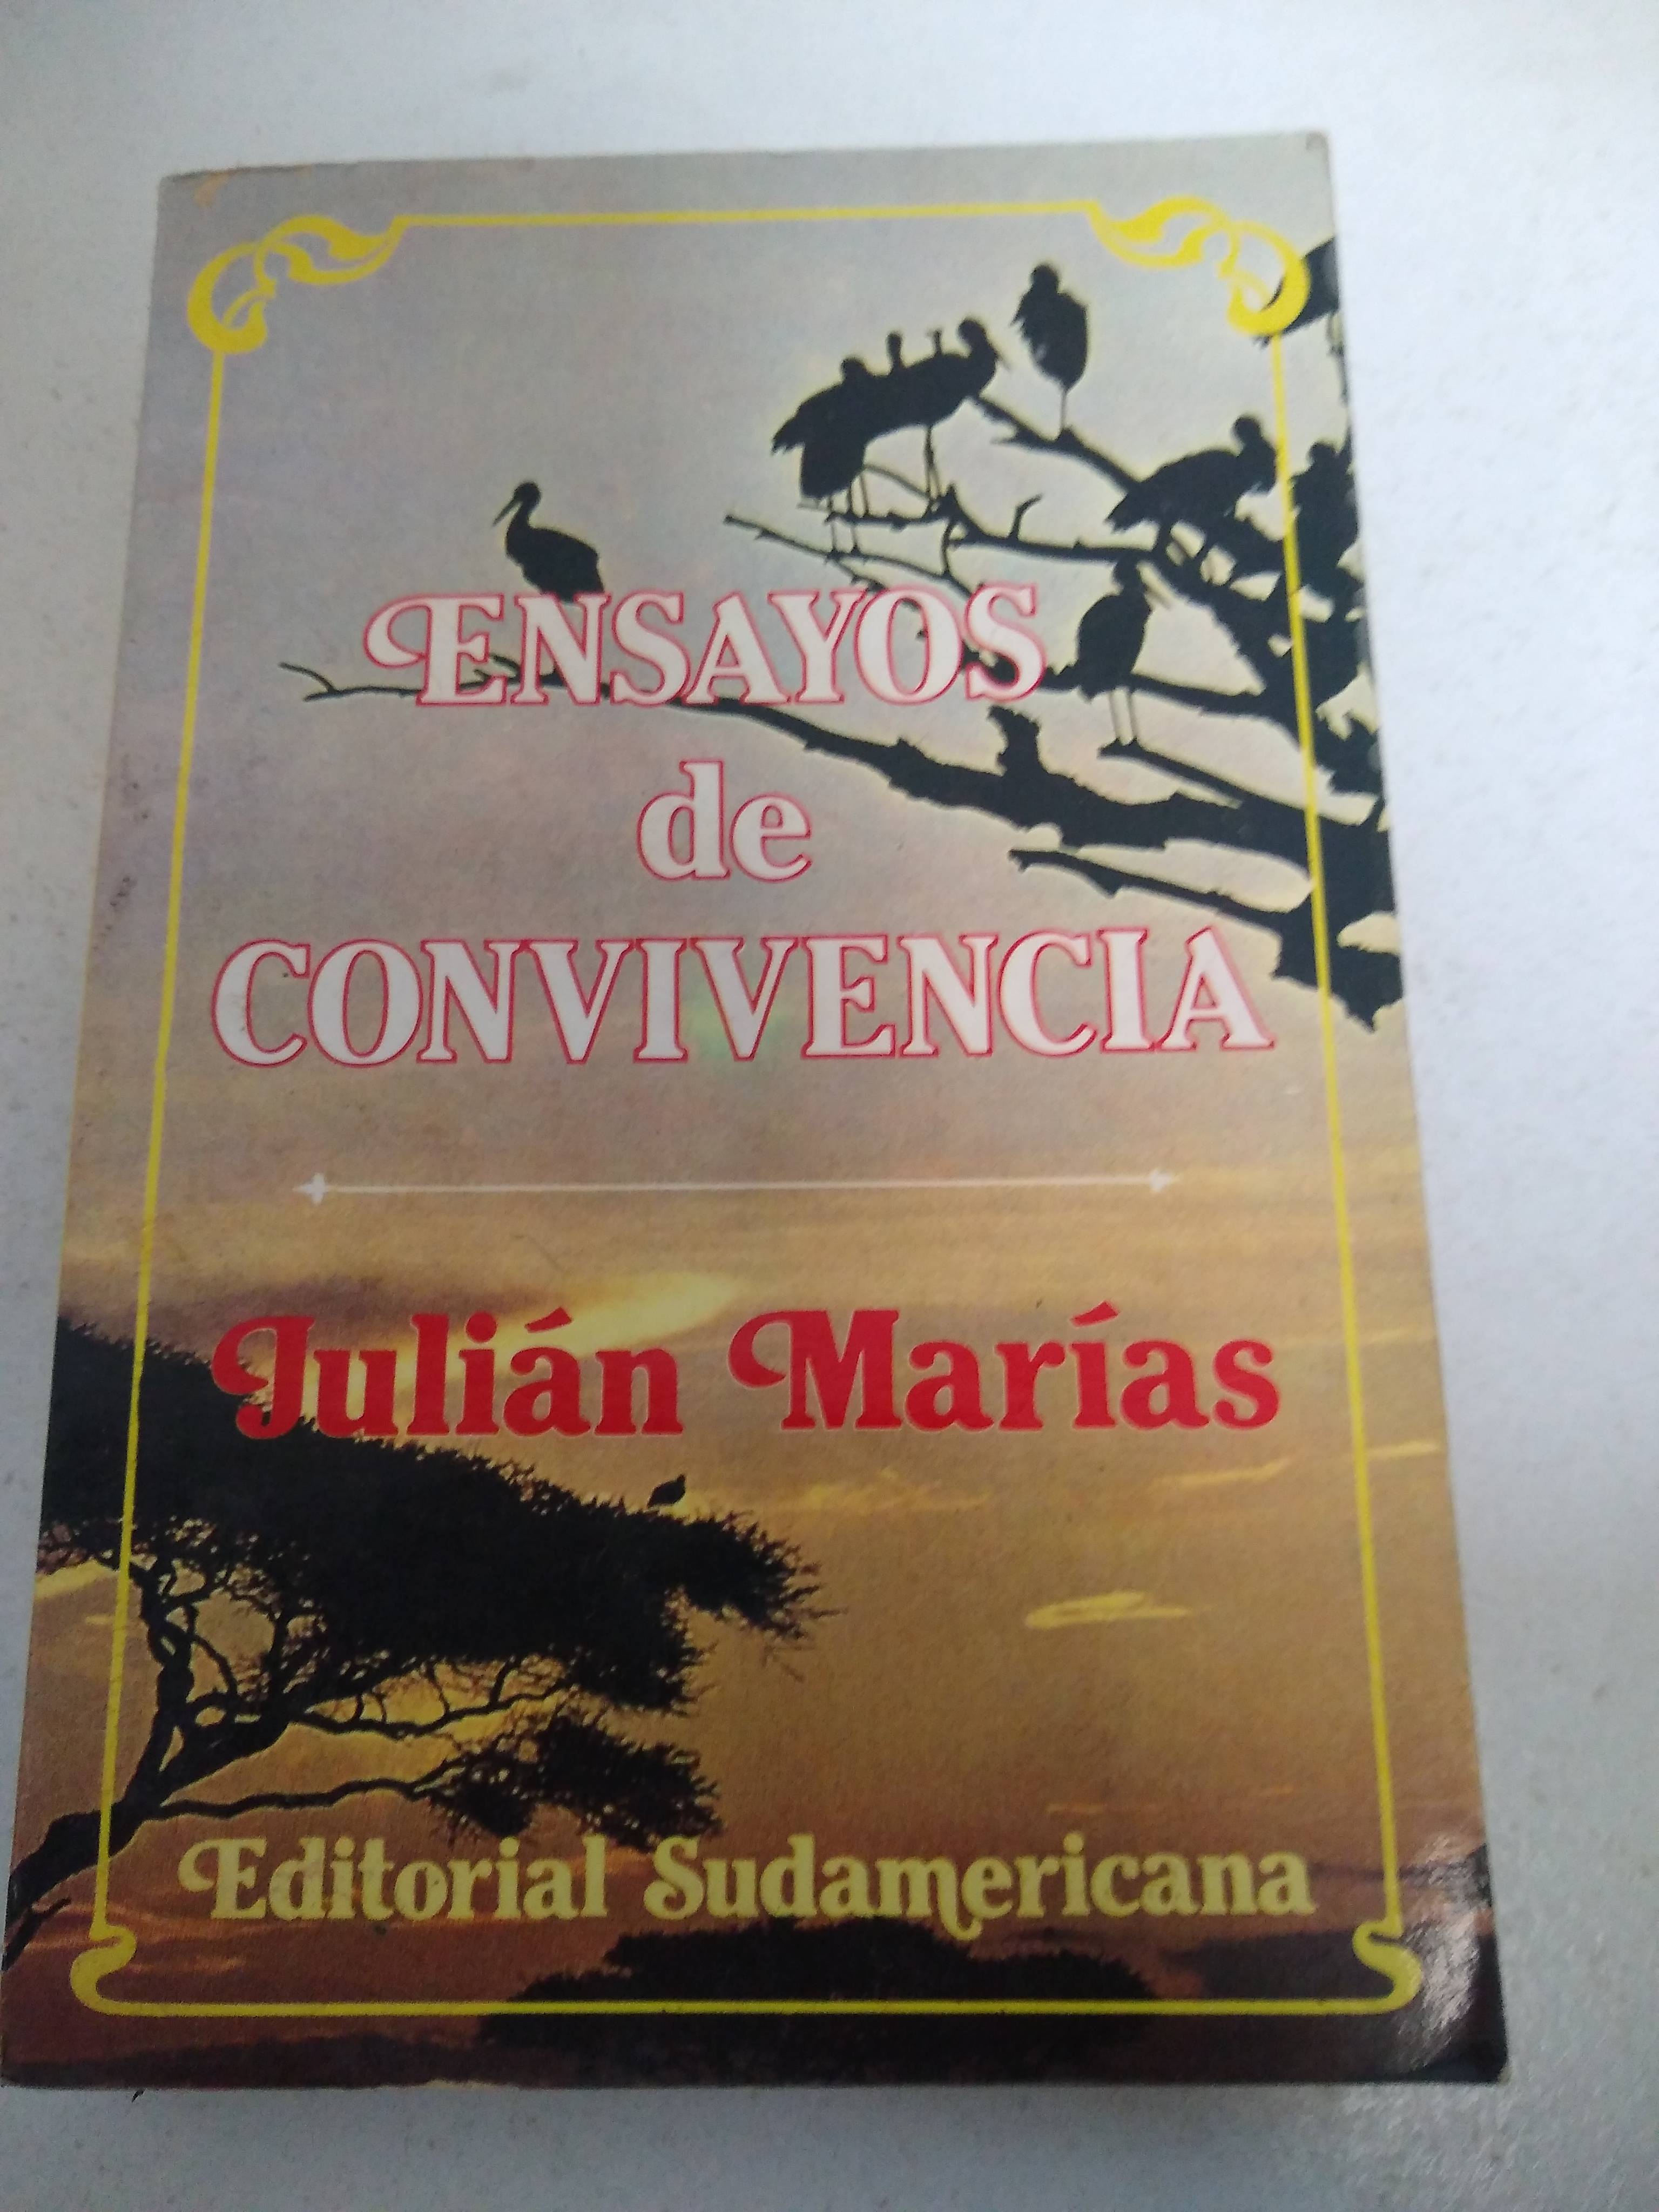 ENSAYOS
de
CONVIVENCIA
Julián Marías
Editorial Sudamericana